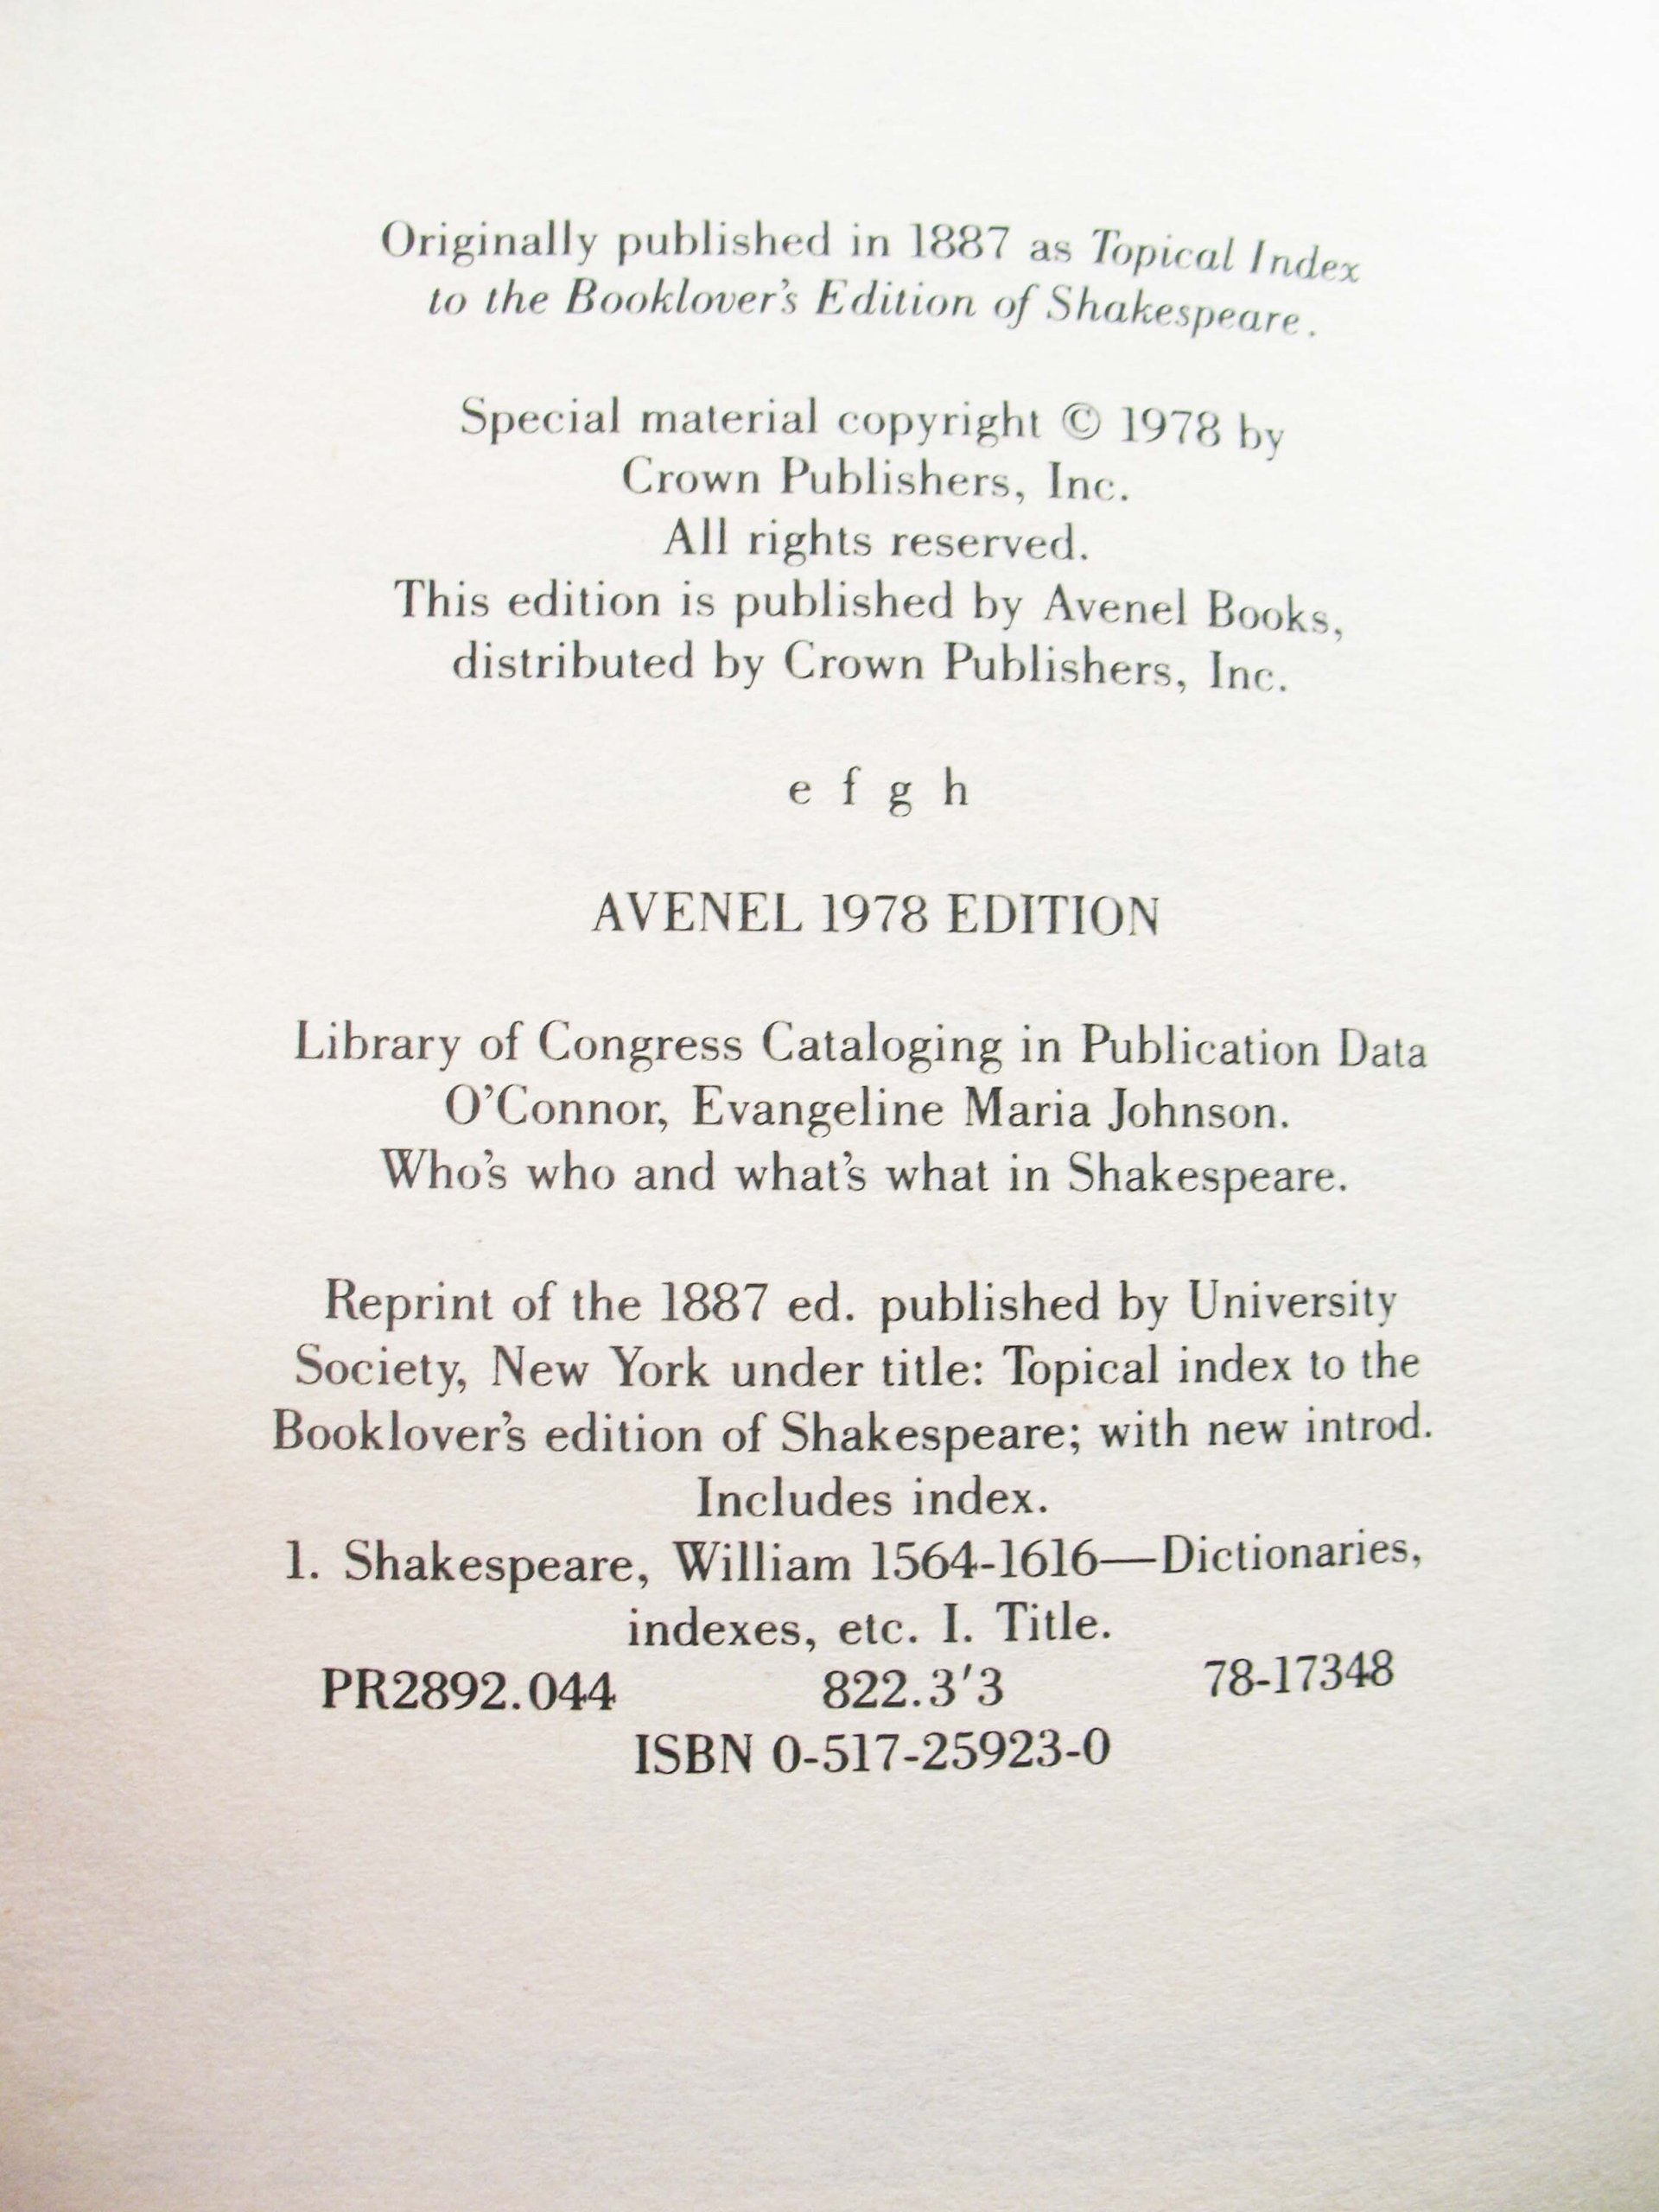 Originally published in 1887 as Topical Index
to the Booklover's Edition of Shakespeare.
Special material copyright © 1978 by
Crown Publishers, Inc.
All rights reserved.
This edition is published by Avenel Books,
distributed by Crown Publishers, Inc.
e f g h
AVENEL 1978 EDITION
Library of Congress Cataloging in Publication Data
O'Connor, Evangeline Maria Johnson.
Who's who and what's what in Shakespeare.
Reprint of the 1887 ed. published by University
Society, New York under title: Topical index to the
Booklover's edition of Shakespeare; with new introd.
Includes index.
1. Shakespeare, William 1564-1616—Dictionaries,
indexes, etc. I. Title.
PR2892.044 822.3'3 78-17348
ISBN 0-517-25923-0